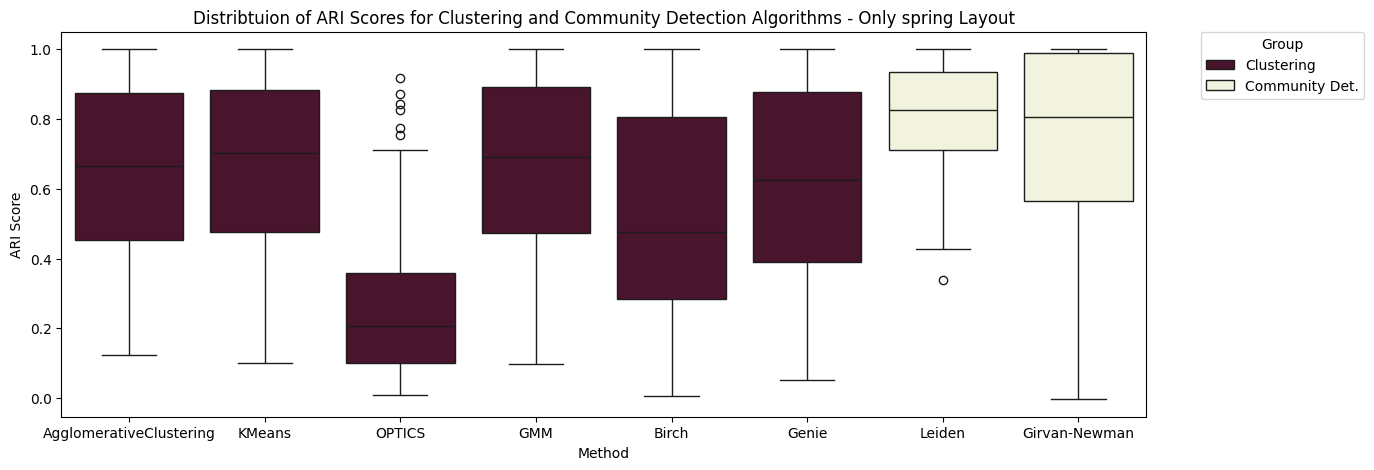 Distribtuion of ARI Scores for Clustering and Community Detection Algorithms - Only spring Layout
Group
Clustering
Community Det.
ARI Score
1.0
0.8
0.6
0.4
0.2
0.0
AgglomerativeClustering KMeans OPTICS GMM Birch Genie Leiden Girvan-Newman
Method